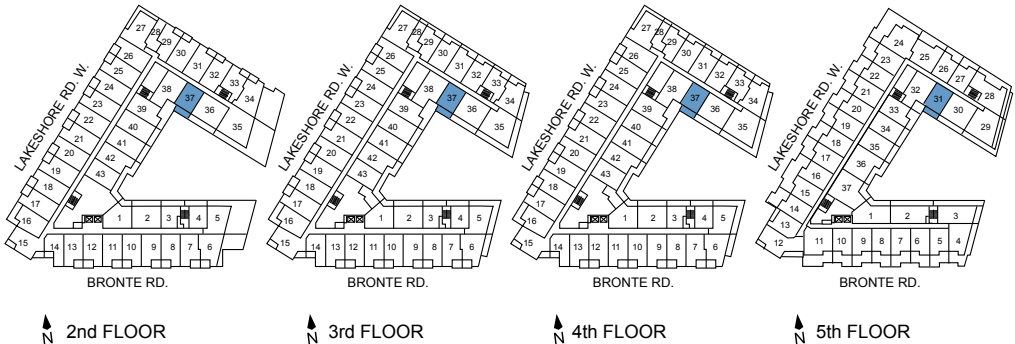 27 28 29 30 31 32 33 34
26 25 24 23 22 21 20 19 18 17 16 15
38 37 36 35
39 40 41 42 43
1 2 3 4 5
14 13 12 11 10 9 8 7 6
LAKESHORE RD. W.
BRONTE RD.
N 2nd FLOOR
27 28 29 30 31 32 33 34
26 25 24 23 22 21 20 19 18 17 16 15
38 37 36 35
39 40 41 42 43
1 2 3 4 5
14 13 12 11 10 9 8 7 6
LAKESHORE RD. W.
BRONTE RD.
N 3rd FLOOR
27 28 29 30 31 32 33 34
26 25 24 23 22 21 20 19 18 17 16 15
38 37 36 35
39 40 41 42 43
1 2 3 4 5
14 13 12 11 10 9 8 7 6
LAKESHORE RD. W.
BRONTE RD.
N 4th FLOOR
24 25 26 27 28
22 21 20 19 18 17 16 15 14 13 12
32 31 30 29
33 34 35 36 37
1 2 3
11 10 9 8 7 6 5 4
LAKESHORE RD. W.
BRONTE RD.
N 5th FLOOR